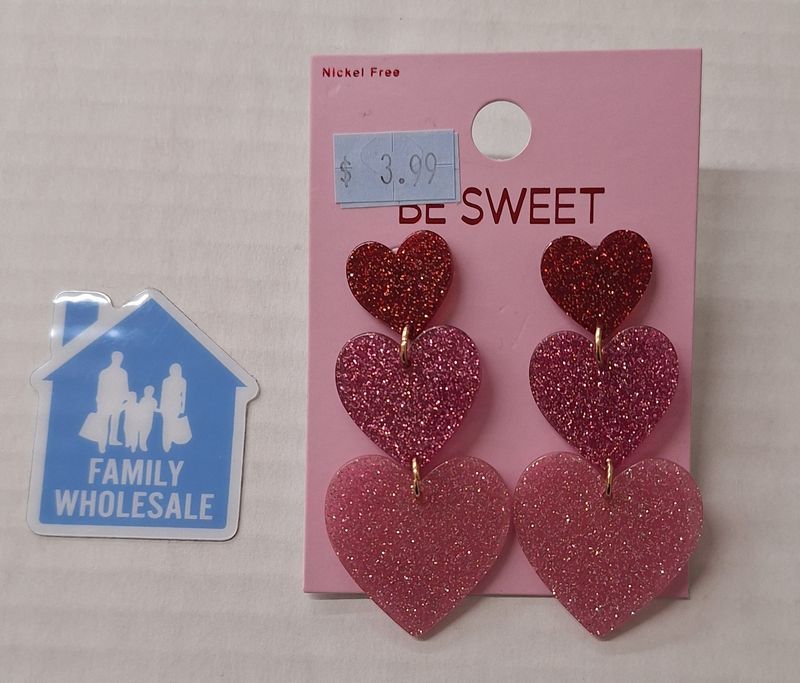 Nickel Free
$ 3.99
BE SWEET
FAMILY
WHOLESALE